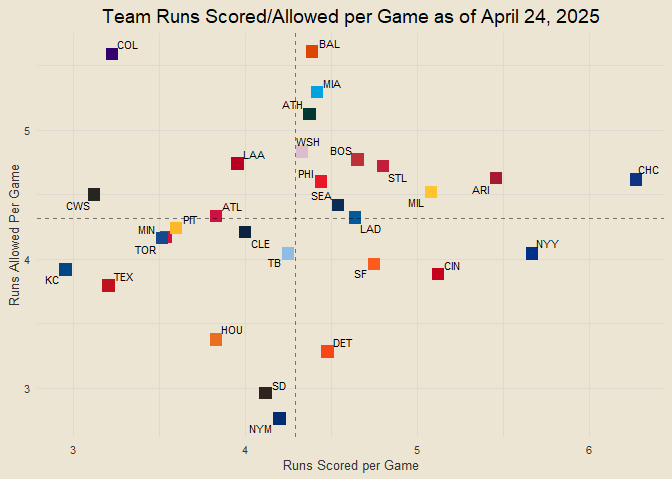 Team Runs Scored/Allowed per Game as of April 24, 2025
COL
BAL
MIA
ATH
5
WSH
BOS
LAA
STL
PHI
CHC
ARI
SEA
MIL
CWS
ATL
PIT
LAD
MIN
TOR
CLE
NYY
4
TB
SF
CIN
KC
TEX
HOU
DET
3
SD
NYM
3
4
5
6
Runs Scored per Game
Runs Allowed Per Game